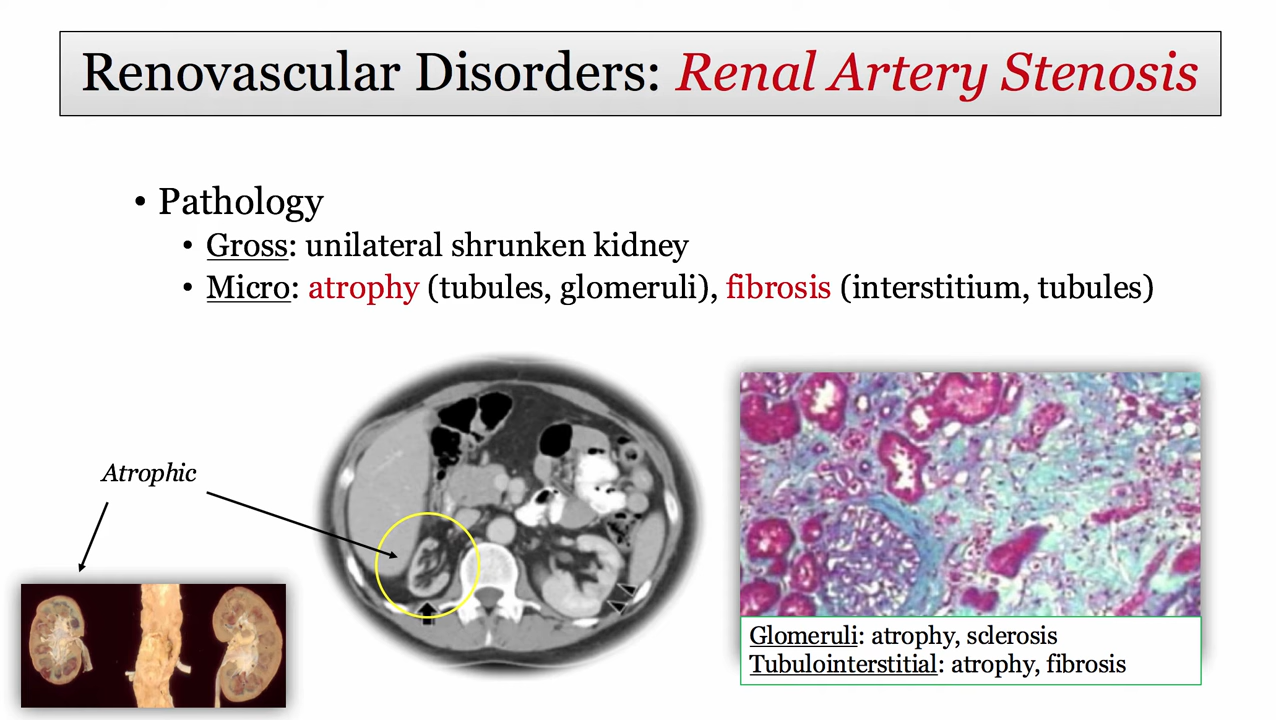 Renovascular Disorders: Renal Artery Stenosis
• Pathology
• Gross: unilateral shrunken kidney
• Micro: atrophy (tubules, glomeruli), fibrosis (interstitium, tubules)
Atrophic
Glomeruli: atrophy, sclerosis
Tubulointerstitial: atrophy, fibrosis